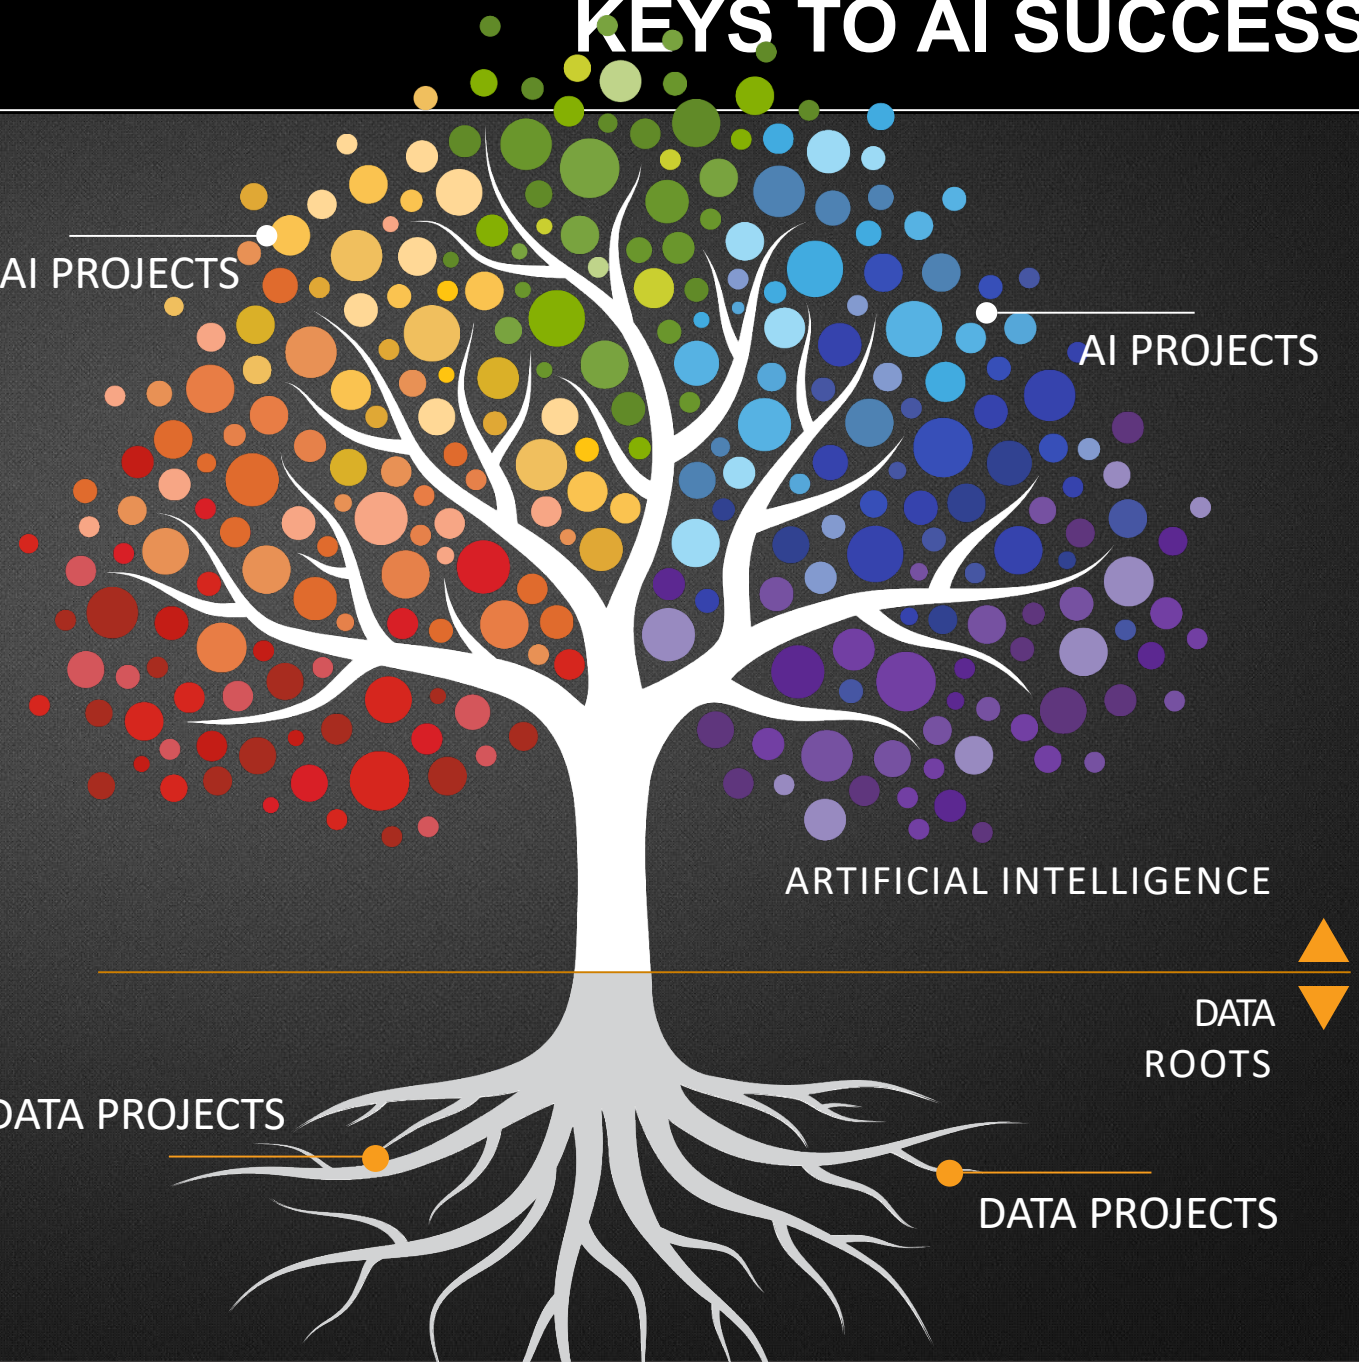 KEYS TO AI SUCCESS
AI PROJECTS
AI PROJECTS
ARTIFICIAL INTELLIGENCE
DATA
ROOTS
DATA PROJECTS
DATA PROJECTS